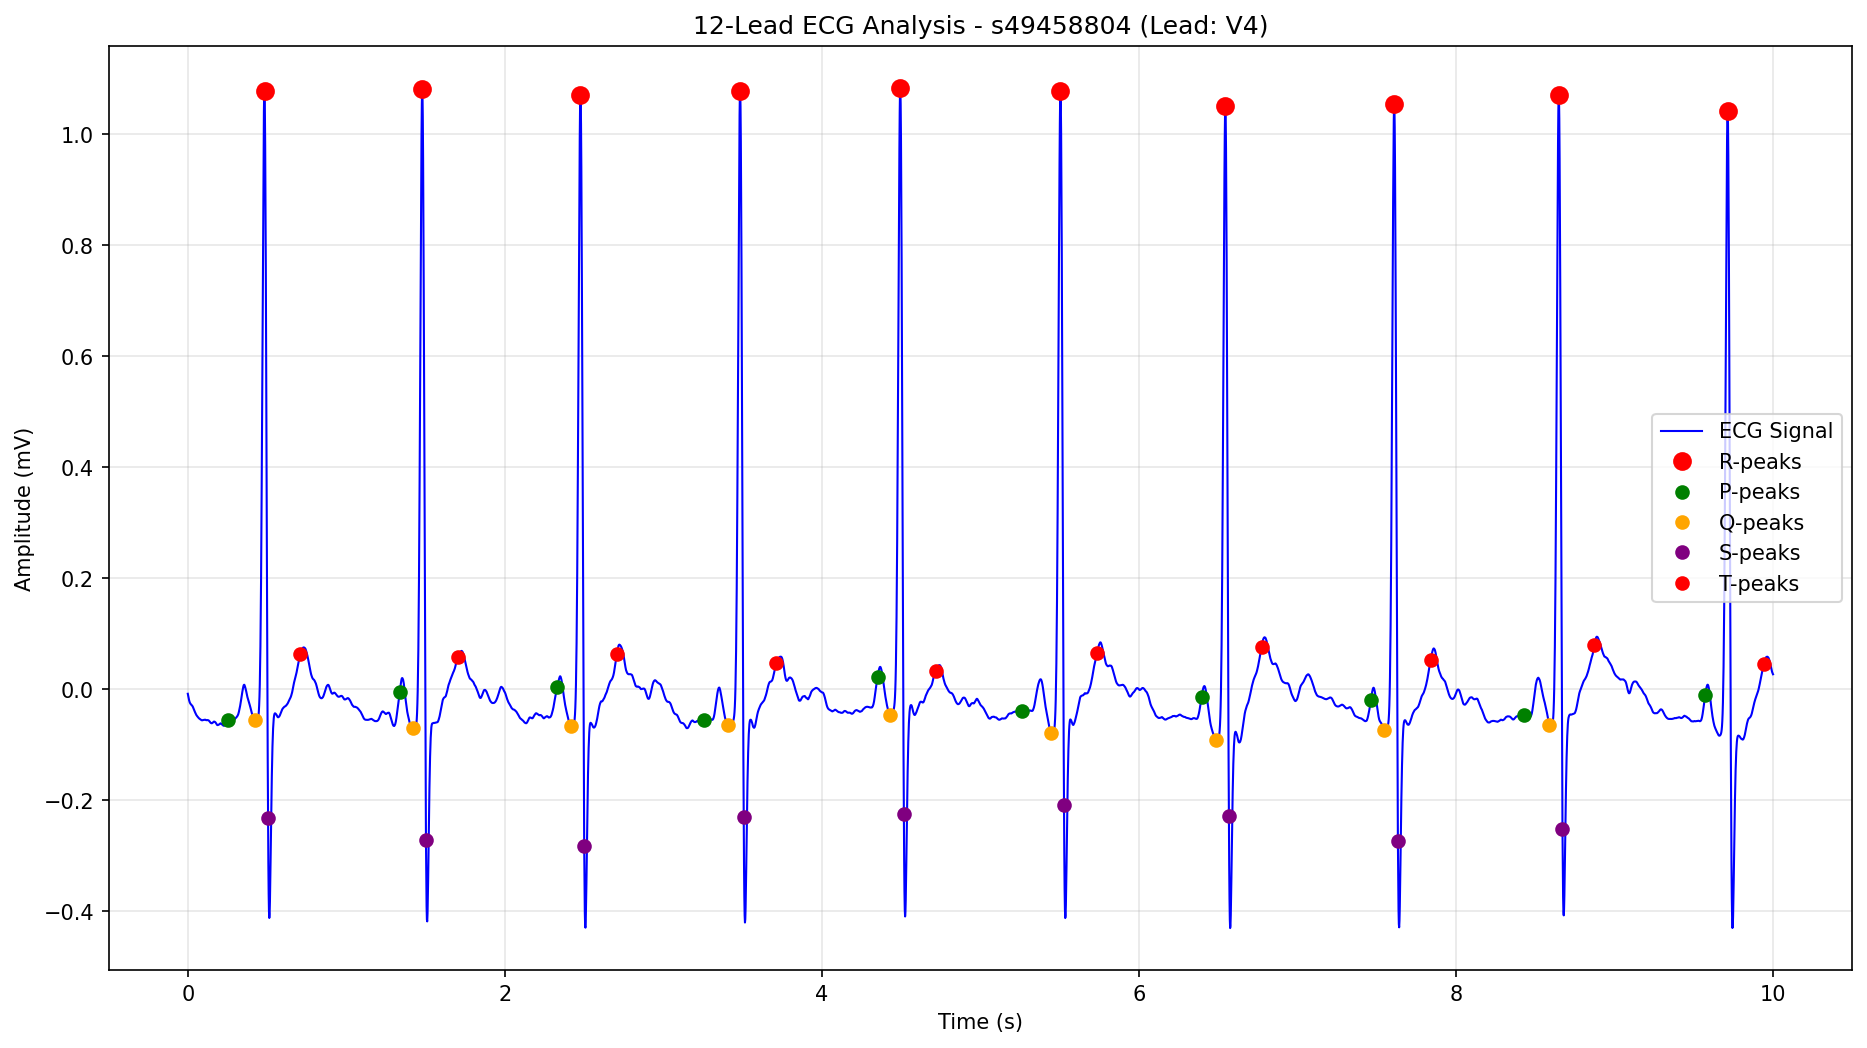 12-Lead ECG Analysis - s49458804 (Lead: V4)
Amplitude (mV)
1.0
0.8
0.6
0.4
0.2
0.0
−0.2
−0.4
ECG Signal
R-peaks
P-peaks
Q-peaks
S-peaks
T-peaks
0
2
4
6
8
10
Time (s)